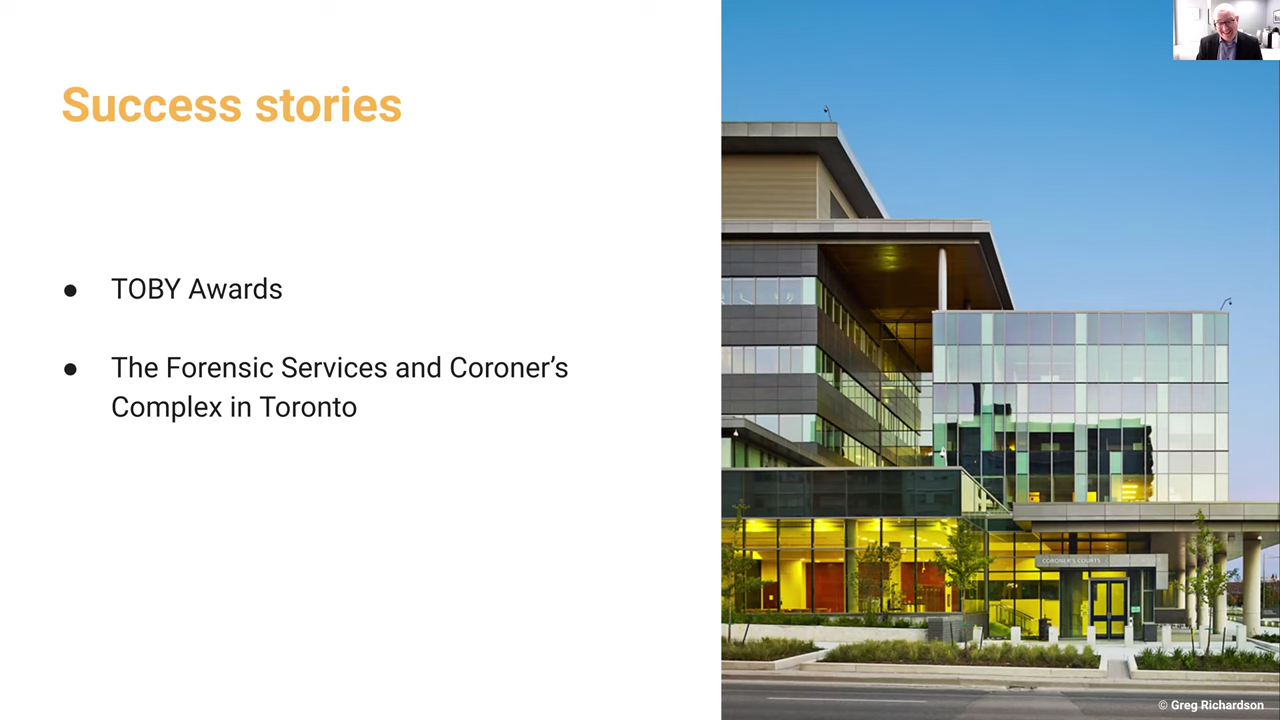 Success stories
● TOBY Awards
● The Forensic Services and Coroner’s
Complex in Toronto
CORONER'S COURTS
© Greg Richardson